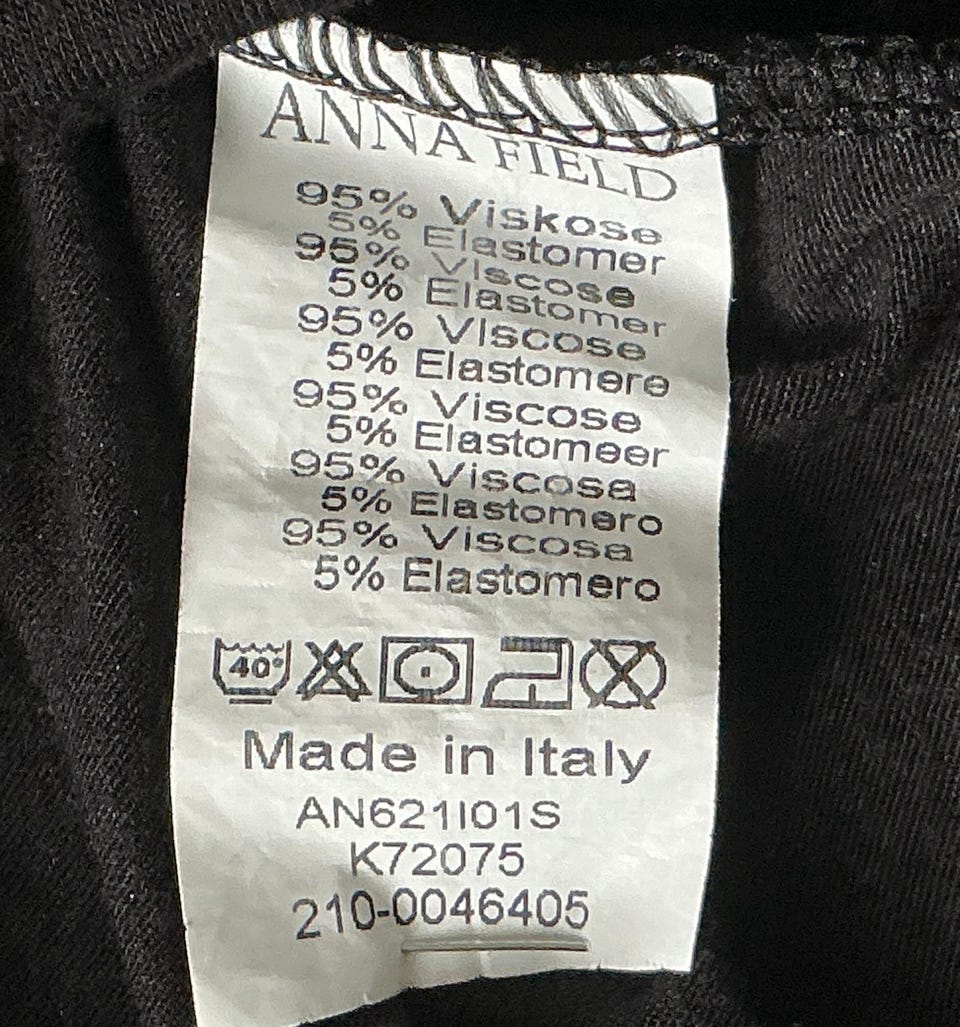 ANNA FIELD
95% Viskose
5% Elastomer
95% Viscose
5% Elastomer
95% Viscose
5% Elastomere
95% Viscose
5% Elastomeer
95% Viscosa
5% Elastomero
95% Viscosa
5% Elastomero
40°
Made in Italy
AN621I01S
K72075
210-0046405